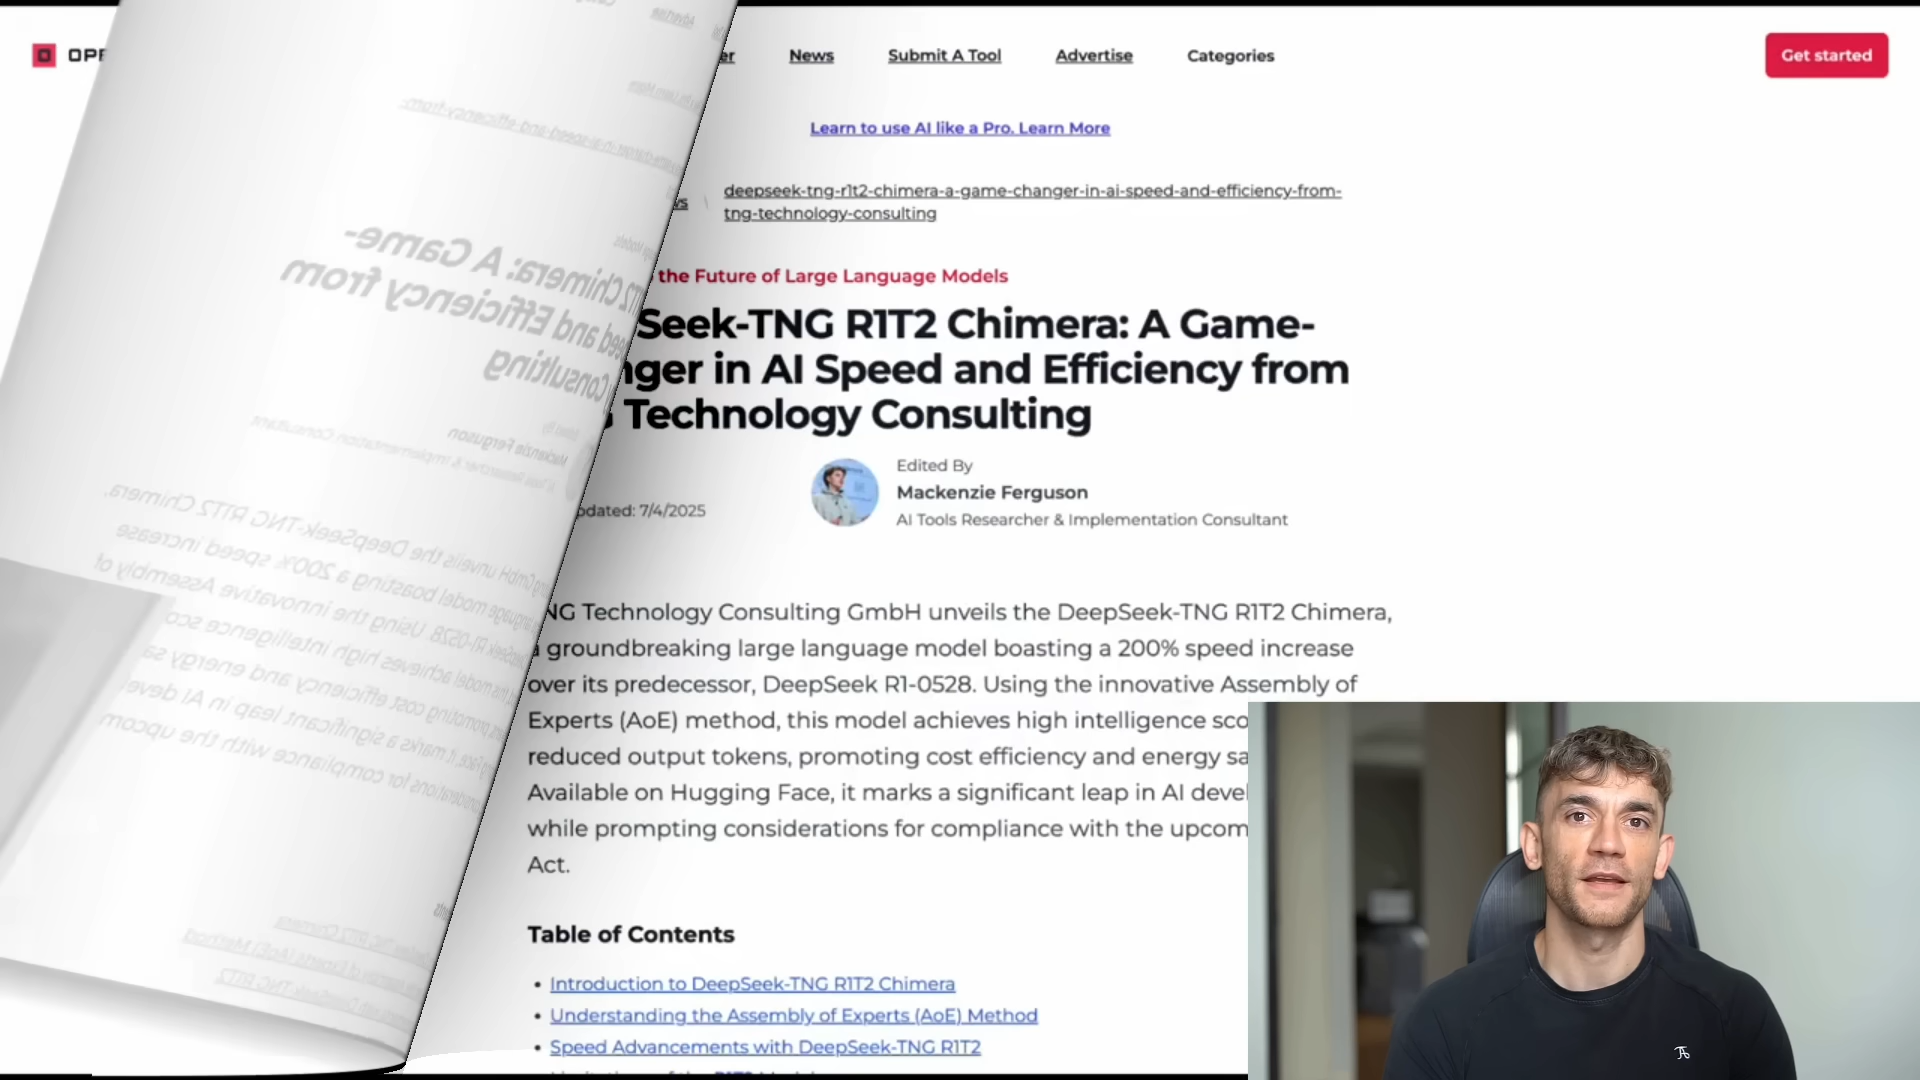 OPE
er
News
Submit A Tool
Advertise
Categories
Get started
Learn to use AI like a Pro. Learn More
ws \ deepseek-tng-r1t2-chimera-a-game-changer-in-ai-speed-and-efficiency-from-
tng-technology-consulting
the Future of Large Language Models
Seek-TNG R1T2 Chimera: A Game-
nger in AI Speed and Efficiency from
Technology Consulting
Edited By
Mackenzie Ferguson
AI Tools Researcher & Implementation Consultant
pdated: 7/4/2025
NG Technology Consulting GmbH unveils the DeepSeek-TNG R1T2 Chimera,
a groundbreaking large language model boasting a 200% speed increase
over its predecessor, DeepSeek R1-0528. Using the innovative Assembly of
Experts (AoE) method, this model achieves high intelligence sco
reduced output tokens, promoting cost efficiency and energy sa
Available on Hugging Face, it marks a significant leap in AI devel
while prompting considerations for compliance with the upcom
Act.
Table of Contents
• Introduction to DeepSeek-TNG R1T2 Chimera
• Understanding the Assembly of Experts (AoE) Method
• Speed Advancements with DeepSeek-TNG R1T2